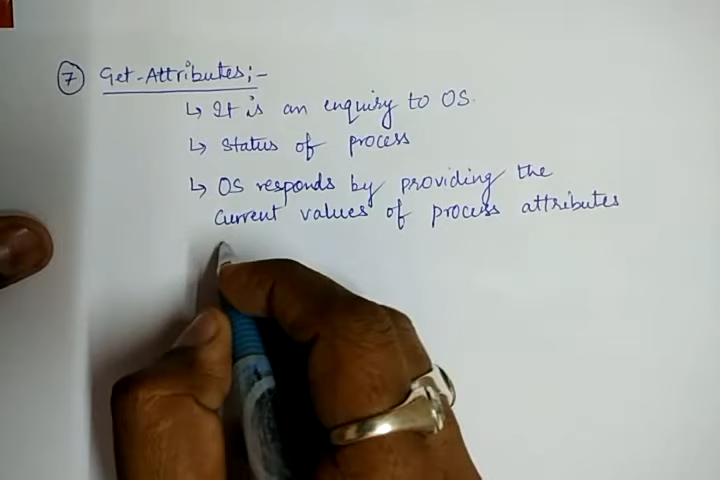 7 Get-Attributes:-
↳ It is an enquiry to OS.
↳ Status of process
↳ OS responds by providing the
current values of process attributes